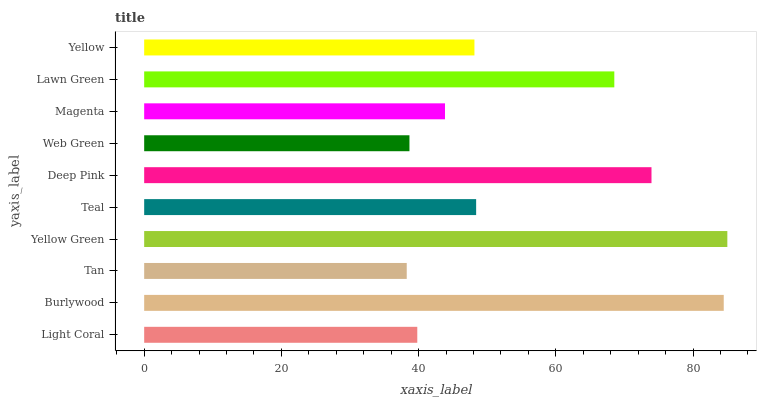 title
Yellow
Lawn Green
Magenta
Web Green
Deep Pink
Teal
Yellow Green
Tan
Burlywood
Light Coral
yaxis_label
0 20 40 60 80
xaxis_label